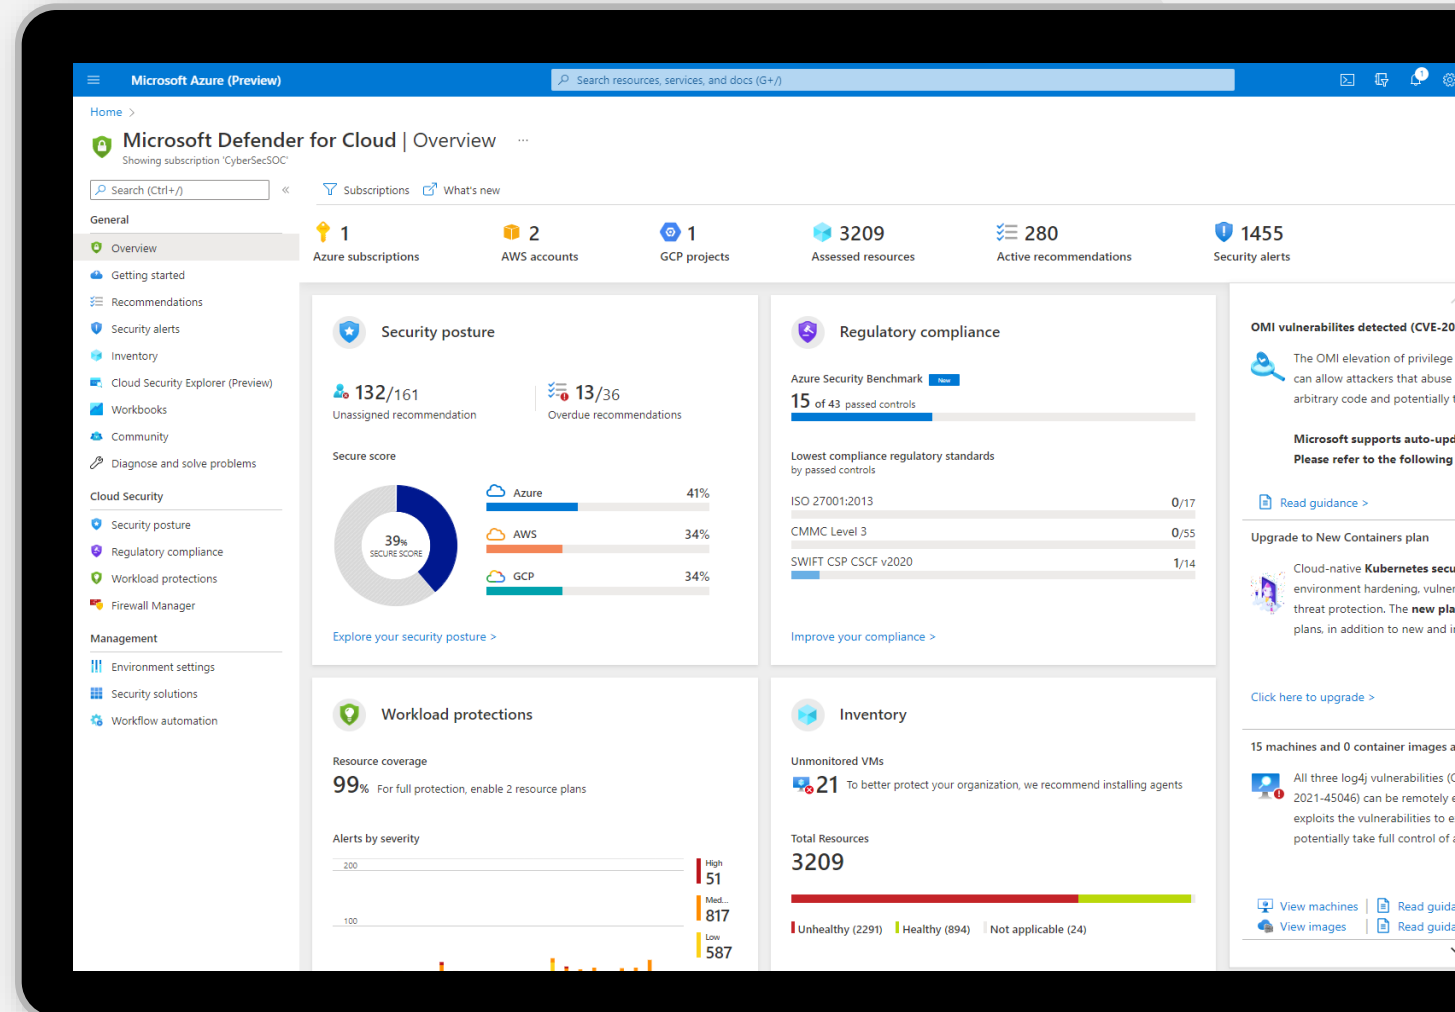 Microsoft Azure (Preview)
Search resources, services, and docs (G+/)
1
Home >
Microsoft Defender for Cloud | Overview ...
Showing subscription 'CyberSecSOC'
Search (Ctrl+/)
«
Subscriptions
What's new
General
Overview
Getting started
Recommendations
Security alerts
Inventory
Cloud Security Explorer (Preview)
Workbooks
Community
Diagnose and solve problems
Cloud Security
Security posture
Regulatory compliance
Workload protections
Firewall Manager
Management
Environment settings
Security solutions
Workflow automation
1
Azure subscriptions
2
AWS accounts
1
GCP projects
3209
Assessed resources
280
Active recommendations
1455
Security alerts
Security posture
132/161
Unassigned recommendation
13/36
Overdue recommendations
Secure score
39%
SECURE SCORE
Azure 41%
AWS 34%
GCP 34%
Explore your security posture >
Regulatory compliance
Azure Security Benchmark New
15 of 43 passed controls
Lowest compliance regulatory standards
by passed controls
ISO 27001:2013 0/17
CMMC Level 3 0/55
SWIFT CSP CSCF v2020 1/14
Improve your compliance >
Workload protections
Resource coverage
99% For full protection, enable 2 resource plans
Alerts by severity
200
100
High
51
Med...
817
Low
587
Inventory
Unmonitored VMs
21 To better protect your organization, we recommend installing agents
Total Resources
3209
Unhealthy (2291) Healthy (894) Not applicable (24)
OMI vulnerabilites detected (CVE-20
The OMI elevation of privilege
can allow attackers that abuse
arbitrary code and potentially
Microsoft supports auto-upd
Please refer to the following
Read guidance >
Upgrade to New Containers plan
Cloud-native Kubernetes secu
environment hardening, vulner
threat protection. The new pla
plans, in addition to new and i
Click here to upgrade >
15 machines and 0 container images a
All three log4j vulnerabilities (C
2021-45046) can be remotely e
exploits the vulnerabilities to e
potentially take full control of a
View machines
Read guida
View images
Read guida